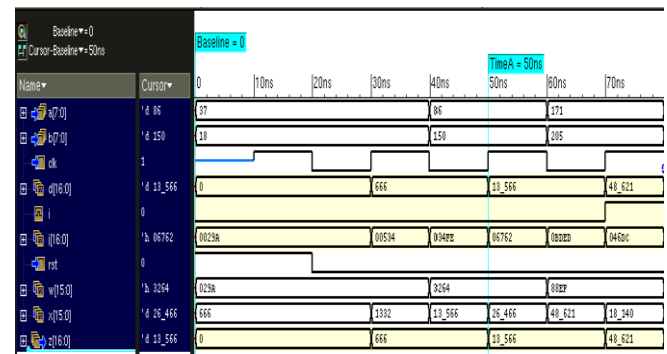 Baseline▼=0
Cursor-Baseline▼=50ns
Baseline = 0
TimeA = 50ns
Name▼ Cursor▼ 0 10ns 20ns 30ns 40ns 50ns 60ns 70ns
a[7:0] 'd 86 37 86 171
b[7:0] 'd 150 18 150 205
clk 1
d[16:0] 'd 13_566 0 666 13_566 48_621
i 0
i[16:0] 'h 06762 0029A 00534 034FE 06762 0BDED 046DC
rst 0
w[15:0] 'h 3264 029A 3264 88EF
x[15:0] 'd 26_466 666 1332 13_566 26_466 48_621 18_140
z[16:0] 'd 13_566 0 666 13_566 48_621